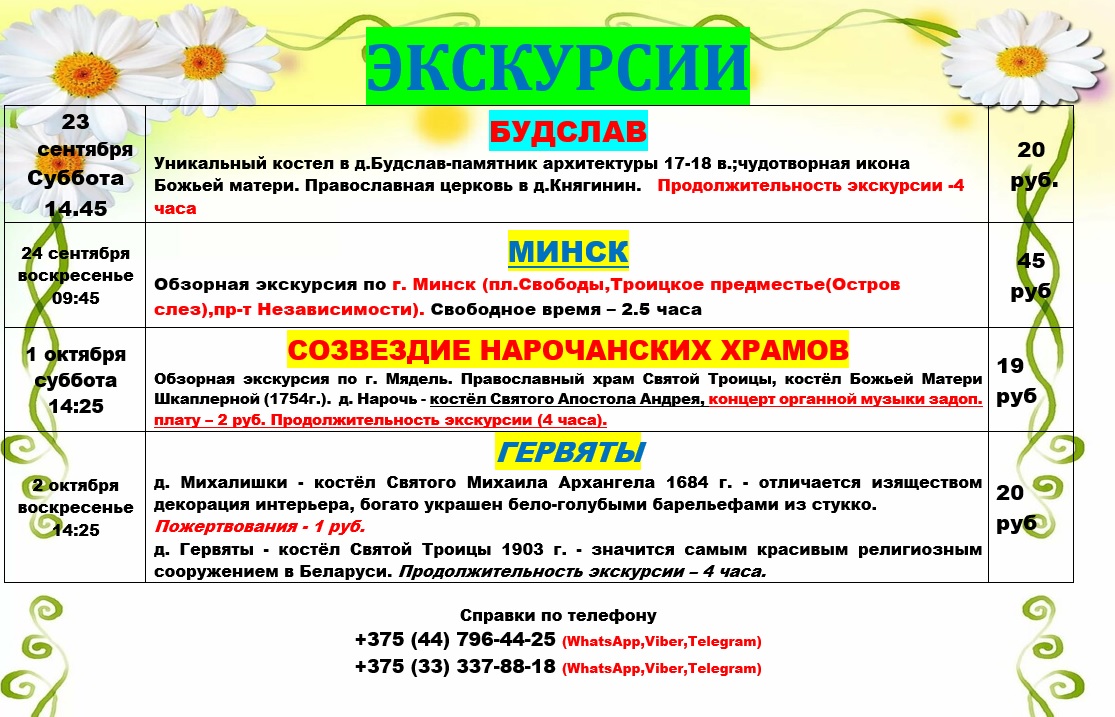 ЭКСКУРСИИ
23
сентября
Суббота
14.45
БУДСЛАВ
Уникальный костел в д.Будслав-памятник архитектуры 17-18 в.;чудотворная икона
Божьей матери. Православная церковь в д.Княгинин. Продолжительность экскурсии -4
часа
20
руб.
24 сентября
воскресенье
09:45
МИНСК
Обзорная экскурсия по г. Минск (пл.Свободы,Троицкое предместье(Остров
слез),пр-т Независимости). Свободное время – 2.5 часа
45
руб
1 октября
суббота
14:25
СОЗВЕЗДИЕ НАРОЧАНСКИХ ХРАМОВ
Обзорная экскурсия по г. Мядель. Православный храм Святой Троицы, костёл Божьей Матери
Шкаплерной (1754г.). д. Нарочь - костёл Святого Апостола Андрея, концерт органной музыки задоп.
плату – 2 руб. Продолжительность экскурсии (4 часа).
19
руб
2 октября
воскресенье
14:25
ГЕРВЯТЫ
д. Михалишки - костёл Святого Михаила Архангела 1684 г. - отличается изяществом
декорация интерьера, богато украшен бело-голубыми барельефами из стукко.
Пожертвования - 1 руб.
д. Гервяты - костёл Святой Троицы 1903 г. - значится самым красивым религиозным
сооружением в Беларуси. Продолжительность экскурсии – 4 часа.
20
руб
Справки по телефону
+375 (44) 796-44-25 (WhatsApp,Viber,Telegram)
+375 (33) 337-88-18 (WhatsApp,Viber,Telegram)